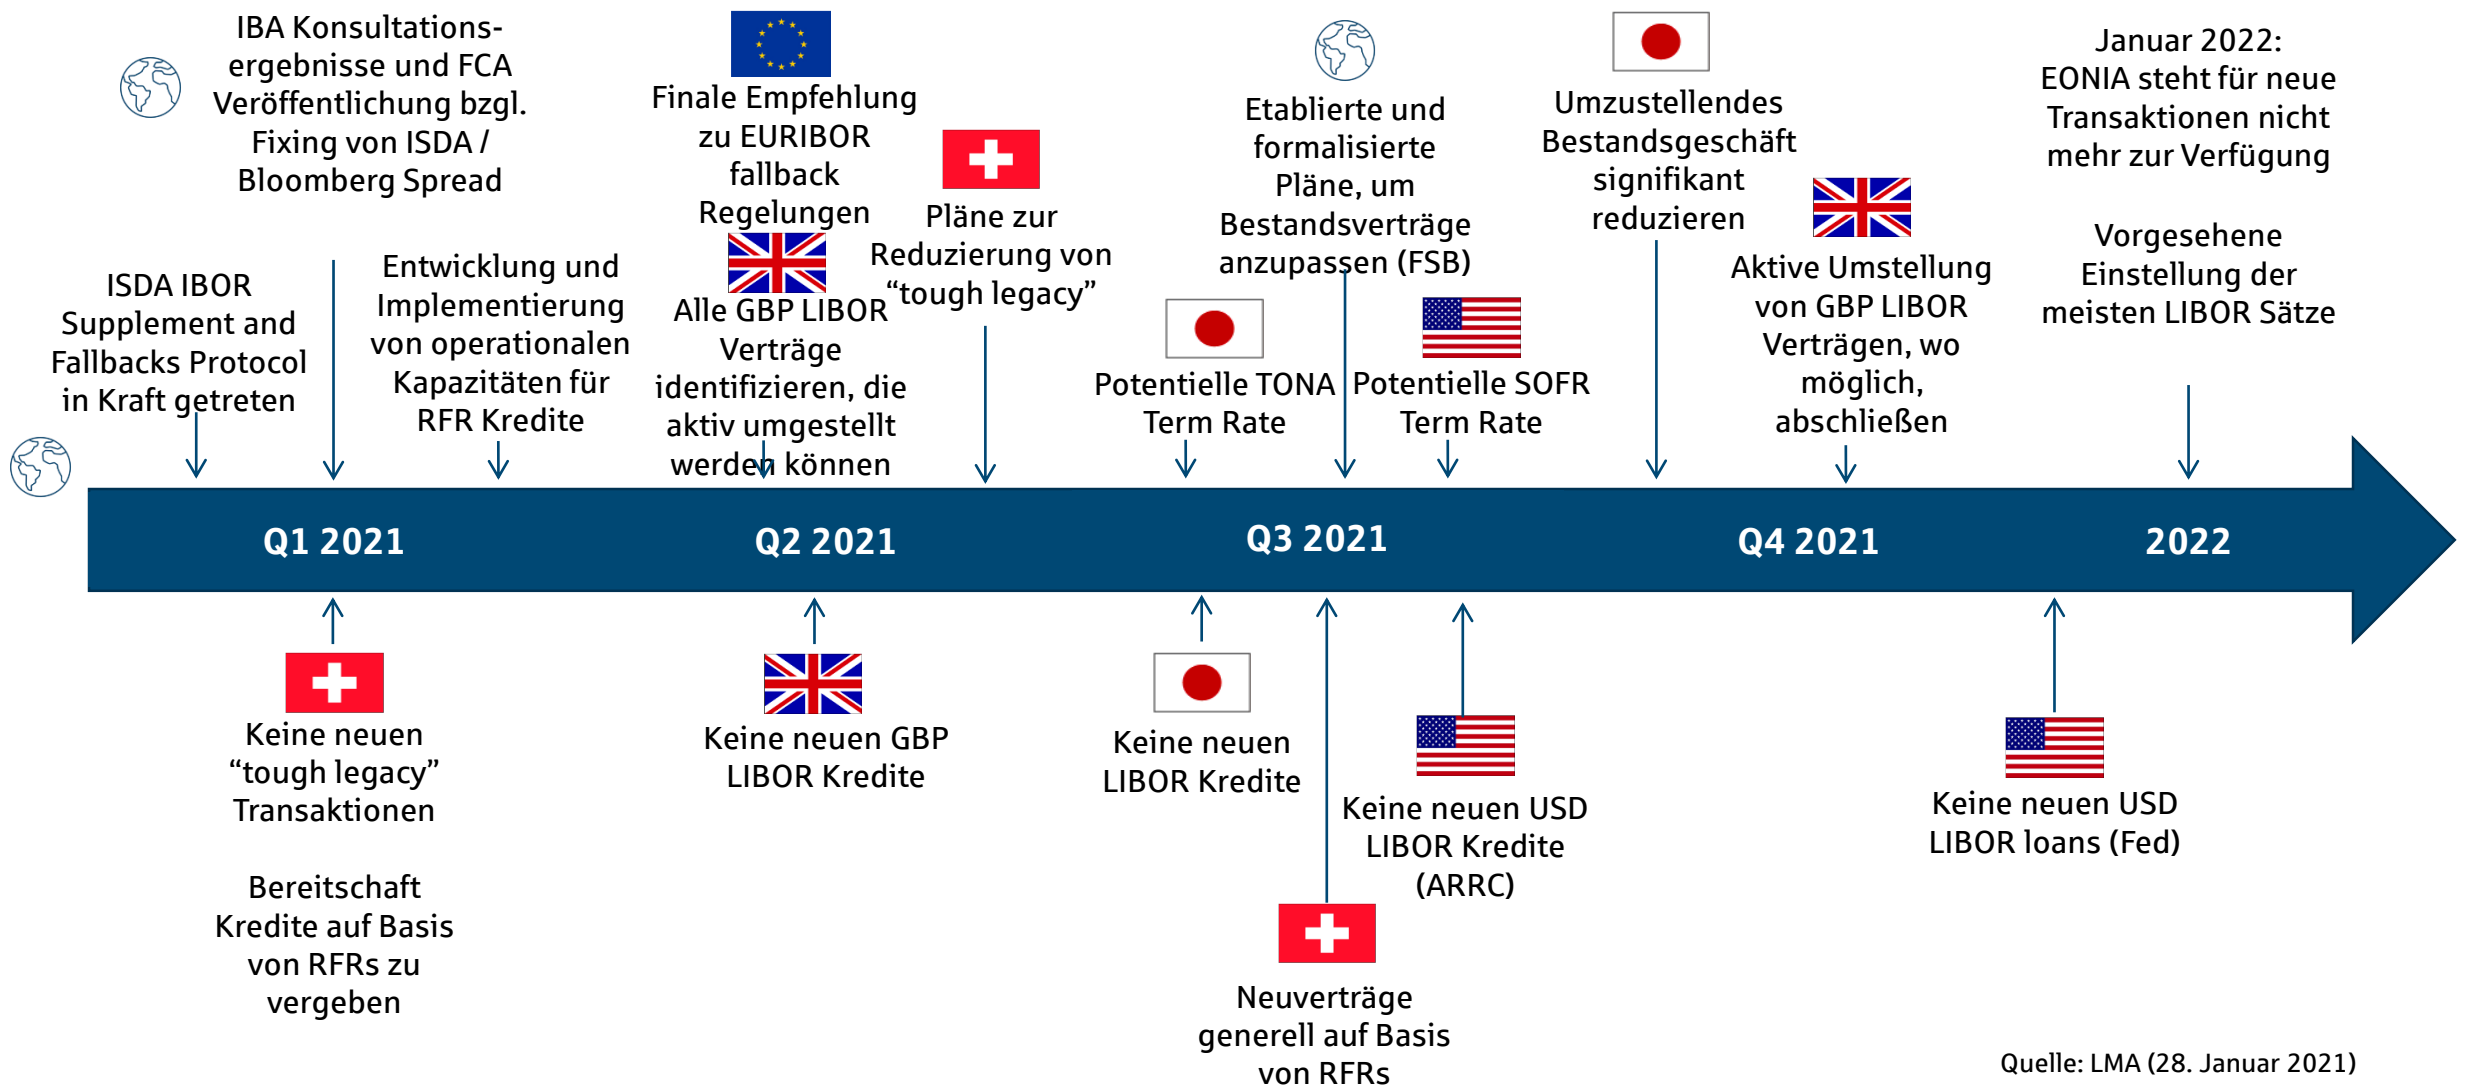 IBA Konsultations-
ergebnisse und FCA
Veröffentlichung bzgl.
Fixing von ISDA /
Bloomberg Spread
ISDA IBOR
Supplement and
Fallbacks Protocol
in Kraft getreten
Entwicklung und
Implementierung
von operationalen
Kapazitäten für
RFR Kredite
Finale Empfehlung
zu EURIBOR
fallback
Regelungen
Alle GBP LIBOR
Verträge
identifizieren, die
aktiv umgestellt
werden können
Pläne zur
Reduzierung von
“tough legacy”
Potentielle TONA
Term Rate
Etablierte und
formalisierte
Pläne, um
Bestandsverträge
anzupassen (FSB)
Potentielle SOFR
Term Rate
Umzustellendes
Bestandsgeschäft
signifikant
reduzieren
Aktive Umstellung
von GBP LIBOR
Verträgen, wo
möglich,
abschließen
Januar 2022:
EONIA steht für neue
Transaktionen nicht
mehr zur Verfügung
Vorgesehene
Einstellung der
meisten LIBOR Sätze
Q1 2021
Q2 2021
Q3 2021
Q4 2021
2022
Keine neuen
“tough legacy”
Transaktionen
Bereitschaft
Kredite auf Basis
von RFRs zu
vergeben
Keine neuen GBP
LIBOR Kredite
Keine neuen
LIBOR Kredite
Neuverträge
generell auf Basis
von RFRs
Keine neuen USD
LIBOR Kredite
(ARRC)
Keine neuen USD
LIBOR loans (Fed)
Quelle: LMA (28. Januar 2021)